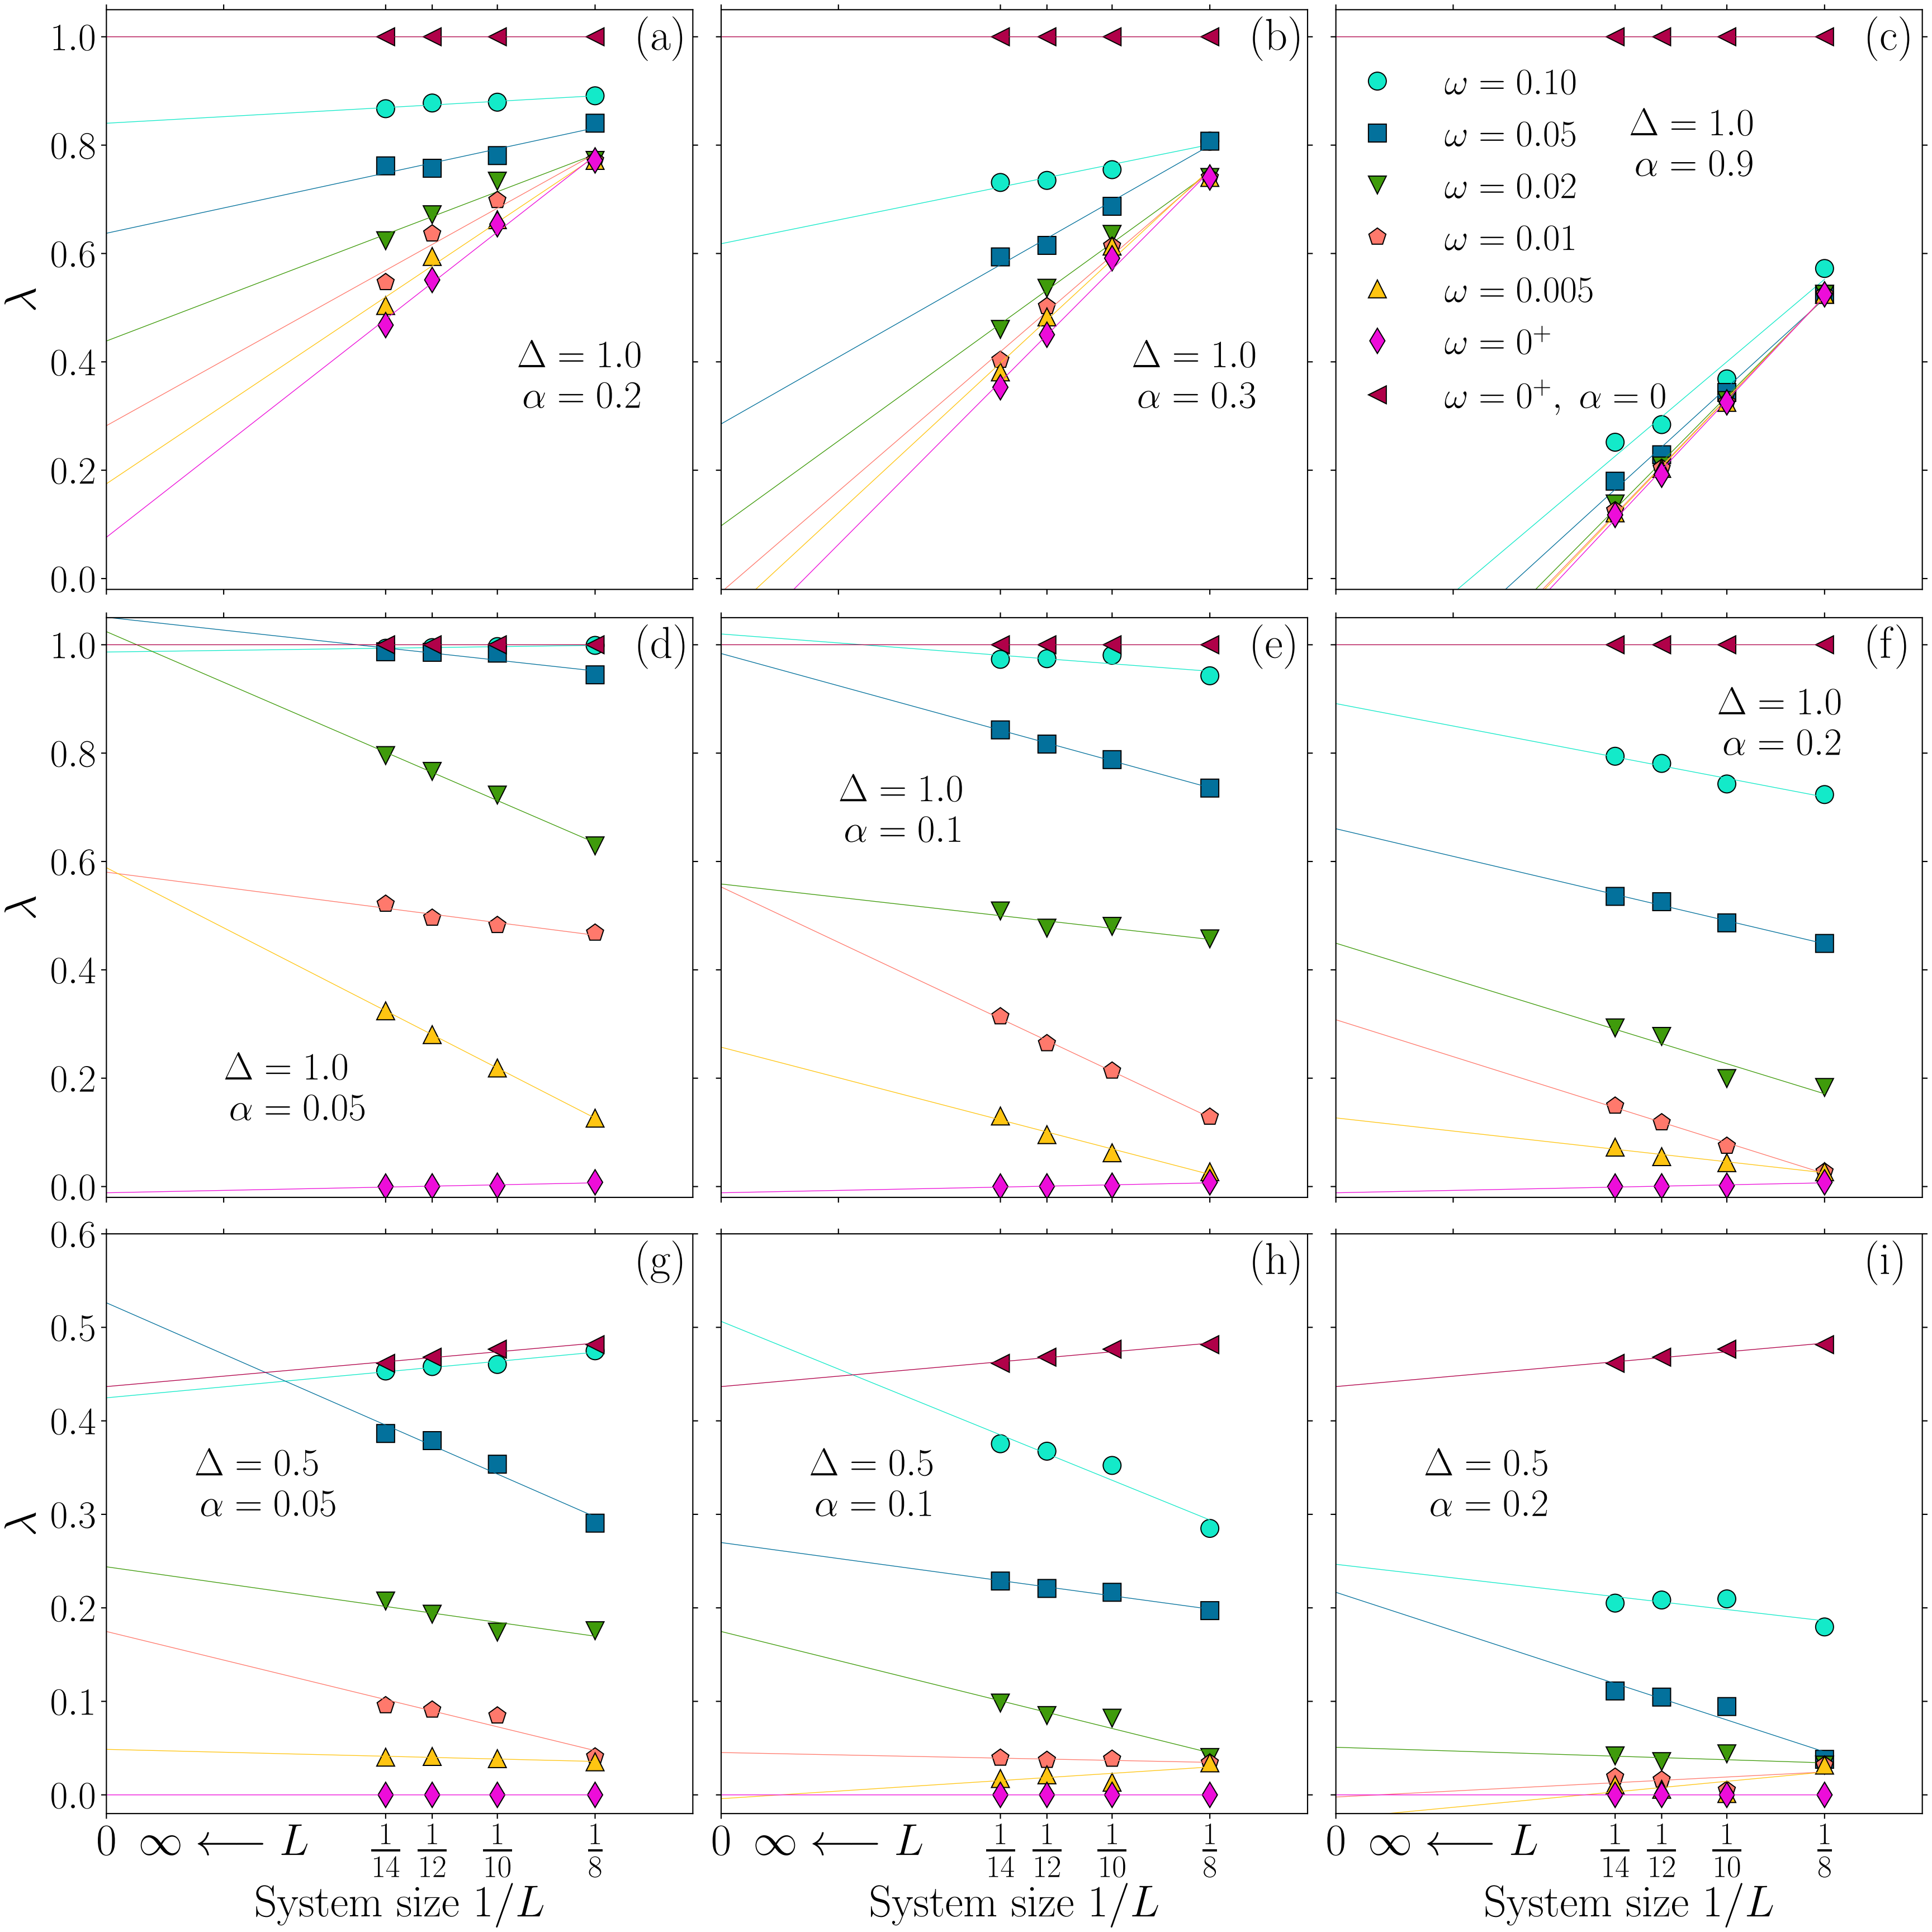 (a)
λ
1.0
0.8
0.6
0.4
0.2
0.0
Δ = 1.0
α = 0.2
(b)
Δ = 1.0
α = 0.3
(c)
ω = 0.10
ω = 0.05
ω = 0.02
ω = 0.01
ω = 0.005
ω = 0⁺
ω = 0⁺, α = 0
Δ = 1.0
α = 0.9
(d)
λ
1.0
0.8
0.6
0.4
0.2
0.0
Δ = 1.0
α = 0.05
(e)
Δ = 1.0
α = 0.1
(f)
Δ = 1.0
α = 0.2
(g)
λ
0.6
0.5
0.4
0.3
0.2
0.1
0.0
Δ = 0.5
α = 0.05
0 ∞ ⟵ L 1/14 1/12 1/10 1/8
System size 1/L
(h)
Δ = 0.5
α = 0.1
0 ∞ ⟵ L 1/14 1/12 1/10 1/8
System size 1/L
(i)
Δ = 0.5
α = 0.2
0 ∞ ⟵ L 1/14 1/12 1/10 1/8
System size 1/L